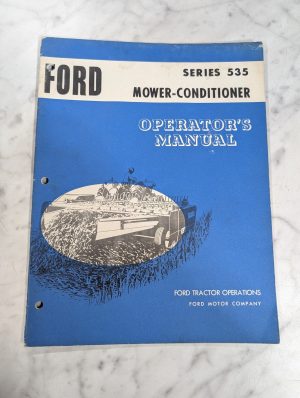 FORD
SERIES 535
MOWER-CONDITIONER
OPERATOR'S
MANUAL
FORD TRACTOR OPERATIONS
FORD MOTOR COMPANY